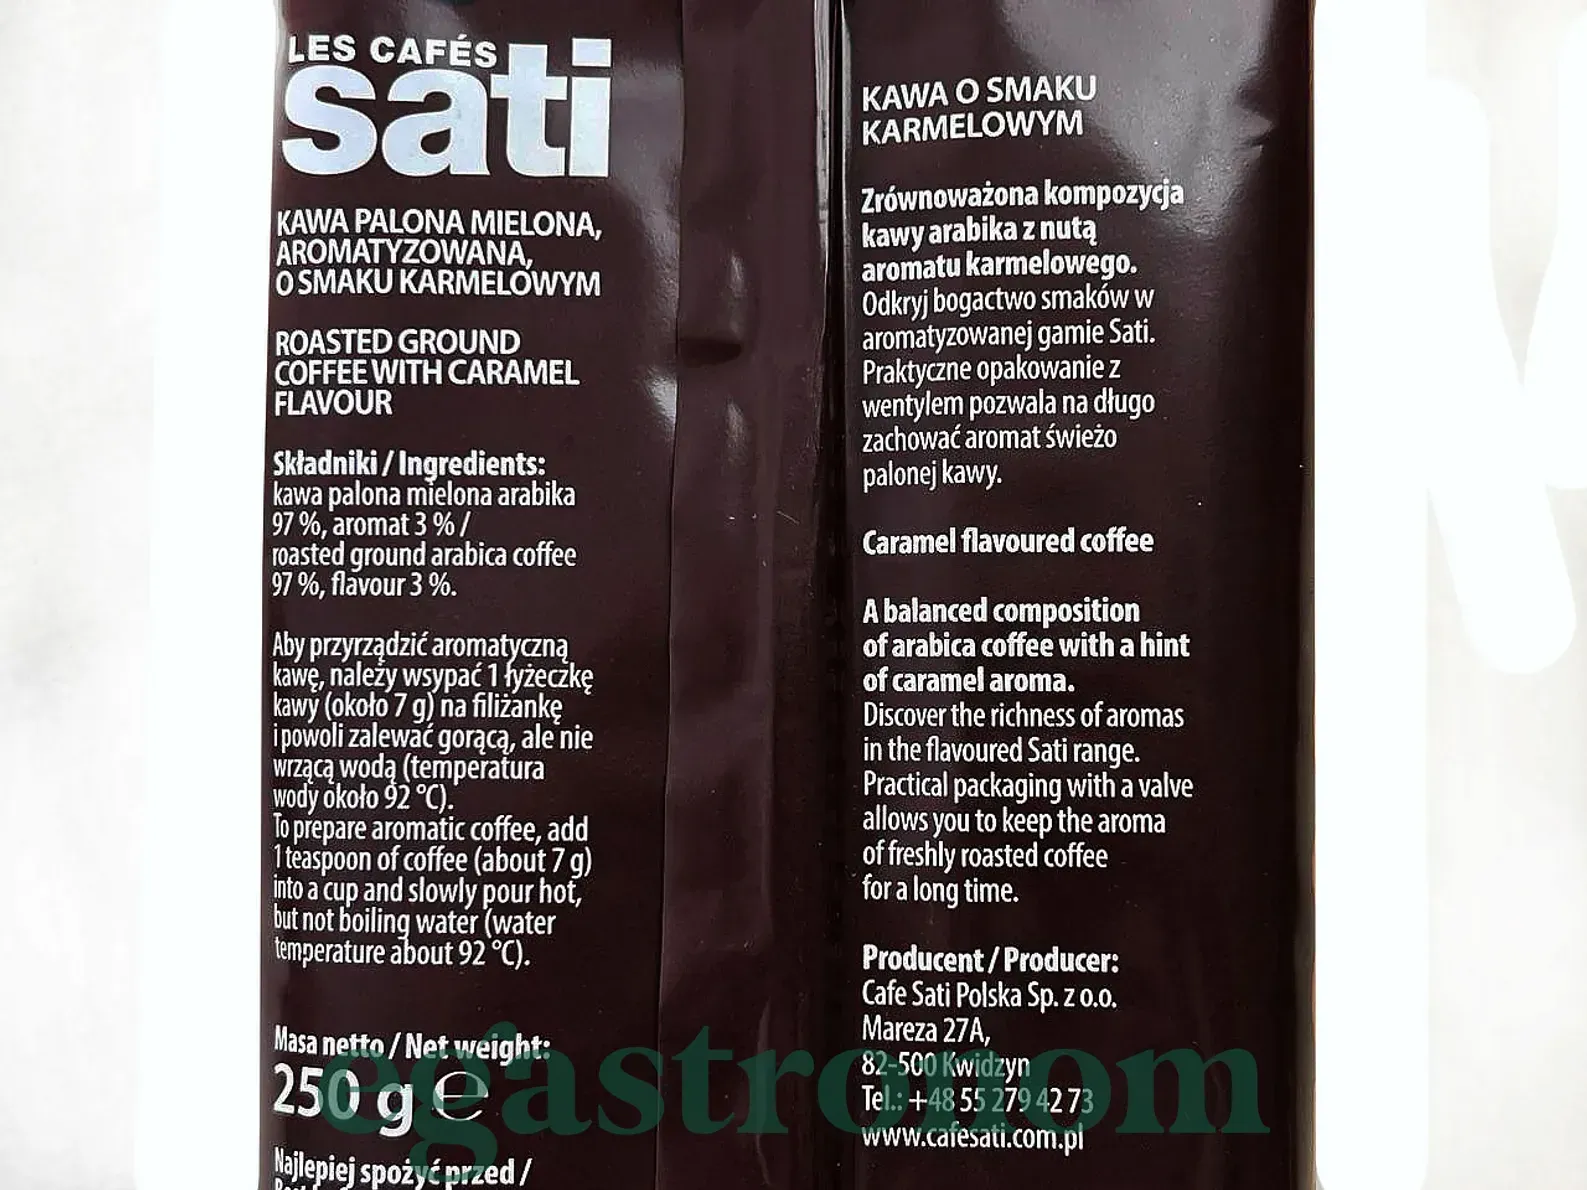 LES CAFÉS
sati
KAWA PALONA MIELONA,
AROMATYZOWANA,
O SMAKU KARMELOWYM
ROASTED GROUND
COFFEE WITH CARAMEL
FLAVOUR
Składniki / Ingredients:
kawa palona mielona arabika
97 %, aromat 3 % /
roasted ground arabica coffee
97 %, flavour 3 %.
Aby przyrządzić aromatyczną
kawę, należy wsypać 1 łyżeczkę
kawy (około 7 g) na filiżankę
i powoli zalewać gorącą, ale nie
wrzącą wodą (temperatura
wody około 92 °C).
To prepare aromatic coffee, add
1 teaspoon of coffee (about 7 g)
into a cup and slowly pour hot,
but not boiling water (water
temperature about 92 °C).
Masa netto / Net weight:
250 g ℮
Najlepiej spożyć przed /
KAWA O SMAKU
KARMELOWYM
Zrównoważona kompozycja
kawy arabika z nutą
aromatu karmelowego.
Odkryj bogactwo smaków w
aromatyzowanej gamie Sati.
Praktyczne opakowanie z
wentylem pozwala na długo
zachować aromat świeżo
palonej kawy.
Caramel flavoured coffee
A balanced composition
of arabica coffee with a hint
of caramel aroma.
Discover the richness of aromas
in the flavoured Sati range.
Practical packaging with a valve
allows you to keep the aroma
of freshly roasted coffee
for a long time.
Producent / Producer:
Cafe Sati Polska Sp. z o.o.
Mareza 27A,
82-500 Kwidzyn
Tel.: +48 55 279 42 73
www.cafesati.com.pl
egastronom